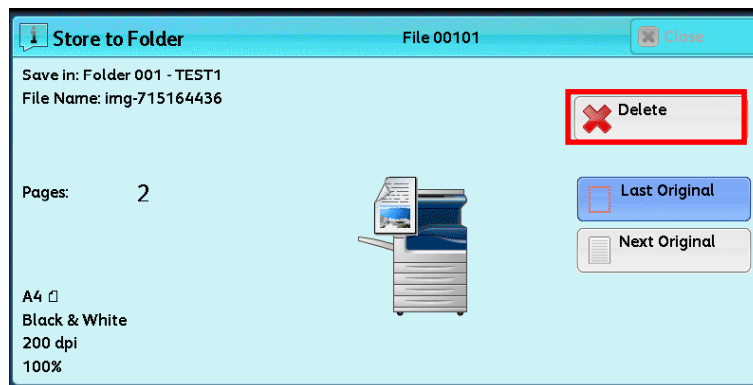 Store to Folder File 00101 Close
Save in: Folder 001 - TEST1
File Name: img-715164436
Delete
Pages: 2
Last Original
Next Original
A4
Black & White
200 dpi
100%